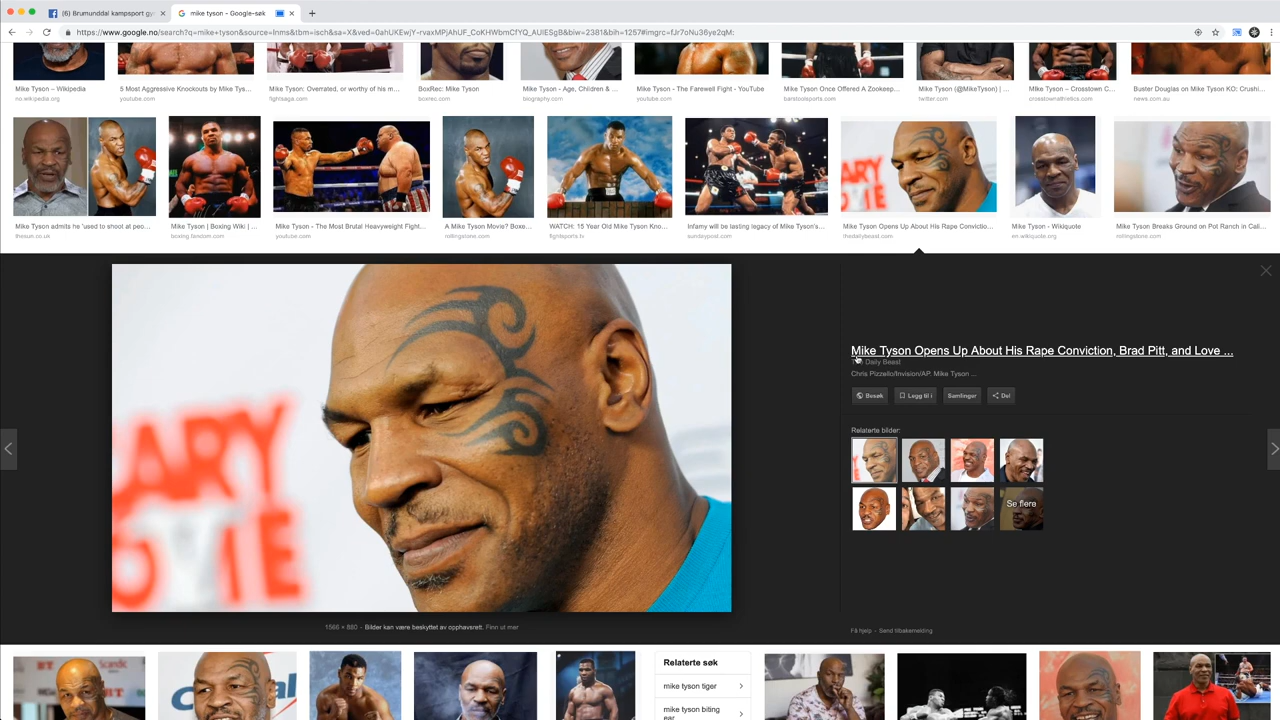 (6) Brumunddal kampsport gy
mike tyson - Google-søk
https://www.google.no/search?q=mike+tyson&source=lnms&tbm=isch&sa=X&ved=0ahUKEwjY-rvaxMPjAhUF_CoKHWbmCfYQ_AUIESgB&biw=2381&bih=1257#imgrc=fJr7oNu36ye2qM:
Mike Tyson – Wikipedia
no.wikipedia.org
5 Most Aggressive Knockouts by Mike Tys...
youtube.com
Mike Tyson: Overrated, or worthy of his m...
fightsaga.com
BoxRec: Mike Tyson
boxrec.com
Mike Tyson - Age, Children & ...
biography.com
Mike Tyson - The Farewell Fight - YouTube
youtube.com
Mike Tyson Once Offered A Zookeep...
barstoolsports.com
Mike Tyson (@MikeTyson) | ...
twitter.com
Mike Tyson – Crosstown C...
crosstownathletics.com
Buster Douglas on Mike Tyson KO: Crushi...
news.com.au
Mike Tyson admits he 'used to shoot at peo...
thesun.co.uk
Mike Tyson | Boxing Wiki | ...
boxing.fandom.com
Mike Tyson - The Most Brutal Heavyweight Fight...
youtube.com
A Mike Tyson Movie? Boxe...
rollingstone.com
WATCH: 15 Year Old Mike Tyson Kno...
fightsports.tv
Infamy will be lasting legacy of Mike Tyson's...
sundaypost.com
Mike Tyson Opens Up About His Rape Convictio...
thedailybeast.com
Mike Tyson - Wikiquote
en.wikiquote.org
Mike Tyson Breaks Ground on Pot Ranch in Cali...
rollingstone.com
ARY
Mike Tyson Opens Up About His Rape Conviction, Brad Pitt, and Love ...
Daily Beast
Chris Pizzello/Invision/AP. Mike Tyson ...
Besøk
Legg til i
Samlinger
Del
Relaterte bilder:
Se flere
1566 × 880 - Bilder kan være beskyttet av opphavsrett. Finn ut mer
Få hjelp - Send tilbakemelding
Relaterte søk
mike tyson tiger
mike tyson biting
ear